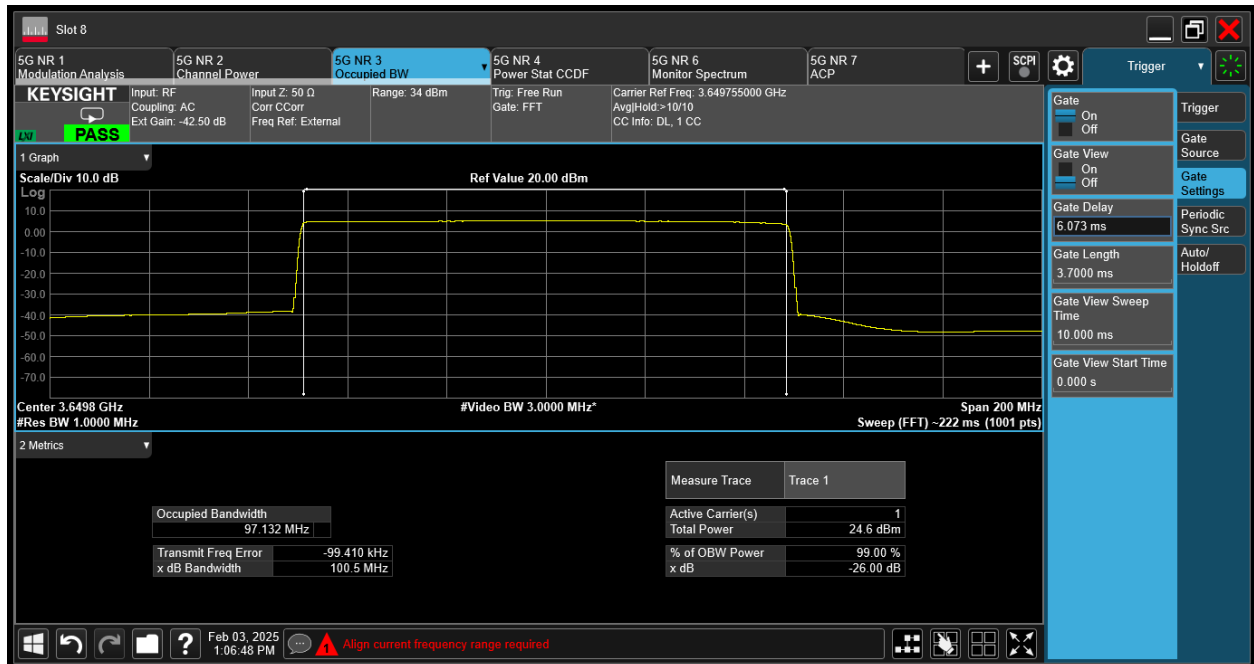 Slot 8
5G NR 1
Modulation Analysis
5G NR 2
Channel Power
5G NR 3
Occupied BW
5G NR 4
Power Stat CCDF
5G NR 6
Monitor Spectrum
5G NR 7
ACP
SCPI
Trigger
KEYSIGHT
LXI
PASS
Input: RF
Coupling: AC
Ext Gain: -42.50 dB
Input Z: 50 Ω
Corr CCorr
Freq Ref: External
Range: 34 dBm
Trig: Free Run
Gate: FFT
Carrier Ref Freq: 3.649755000 GHz
Avg|Hold:>10/10
CC Info: DL, 1 CC
1 Graph
Scale/Div 10.0 dB
Ref Value 20.00 dBm
Log
10.0
0.00
-10.0
-20.0
-30.0
-40.0
-50.0
-60.0
-70.0
Center 3.6498 GHz
#Video BW 3.0000 MHz*
Span 200 MHz
#Res BW 1.0000 MHz
Sweep (FFT) ~222 ms (1001 pts)
2 Metrics
Measure Trace Trace 1
Occupied Bandwidth
97.132 MHz
Transmit Freq Error -99.410 kHz
x dB Bandwidth 100.5 MHz
Active Carrier(s) 1
Total Power 24.6 dBm
% of OBW Power 99.00 %
x dB -26.00 dB
Gate
On
Off
Gate View
On
Off
Gate Delay
6.073 ms
Gate Length
3.7000 ms
Gate View Sweep
Time
10.000 ms
Gate View Start Time
0.000 s
Trigger
Gate
Source
Gate
Settings
Periodic
Sync Src
Auto/
Holdoff
?
Feb 03, 2025
1:06:48 PM
1
Align current frequency range required